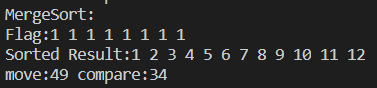 MergeSort:
Flag:1 1 1 1 1 1 1 1
Sorted Result:1 2 3 4 5 6 7 8 9 10 11 12
move:49 compare:34